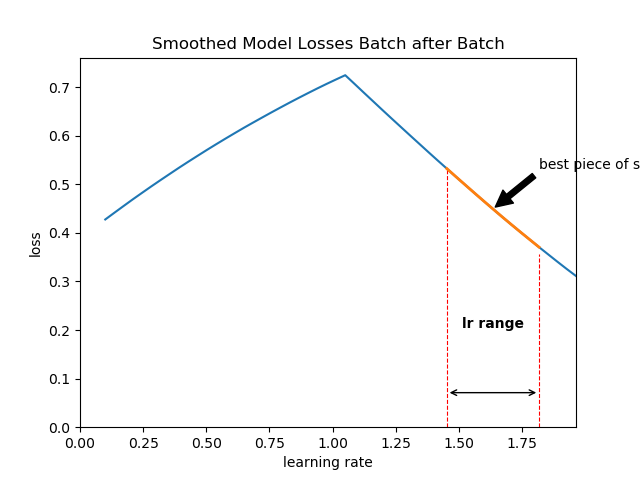 Smoothed Model Losses Batch after Batch
0.7
0.6
0.5
0.4
0.3
0.2
0.1
0.0
loss
best piece of s
lr range
0.00 0.25 0.50 0.75 1.00 1.25 1.50 1.75
learning rate